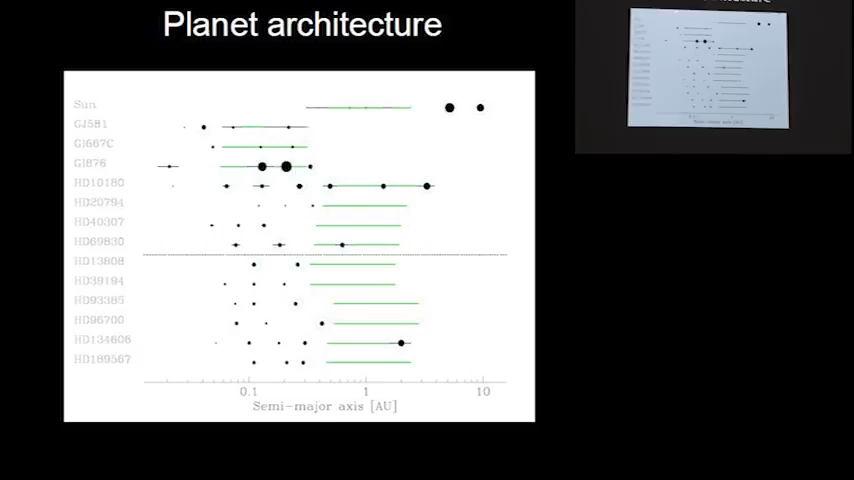 Planet architecture
Sun
GJ581
Gl667C
Gl876
HD10180
HD20794
HD40307
HD69830
HD13808
HD39194
HD93385
HD96700
HD134606
HD189567
0.1 1 10
Semi-major axis [AU]